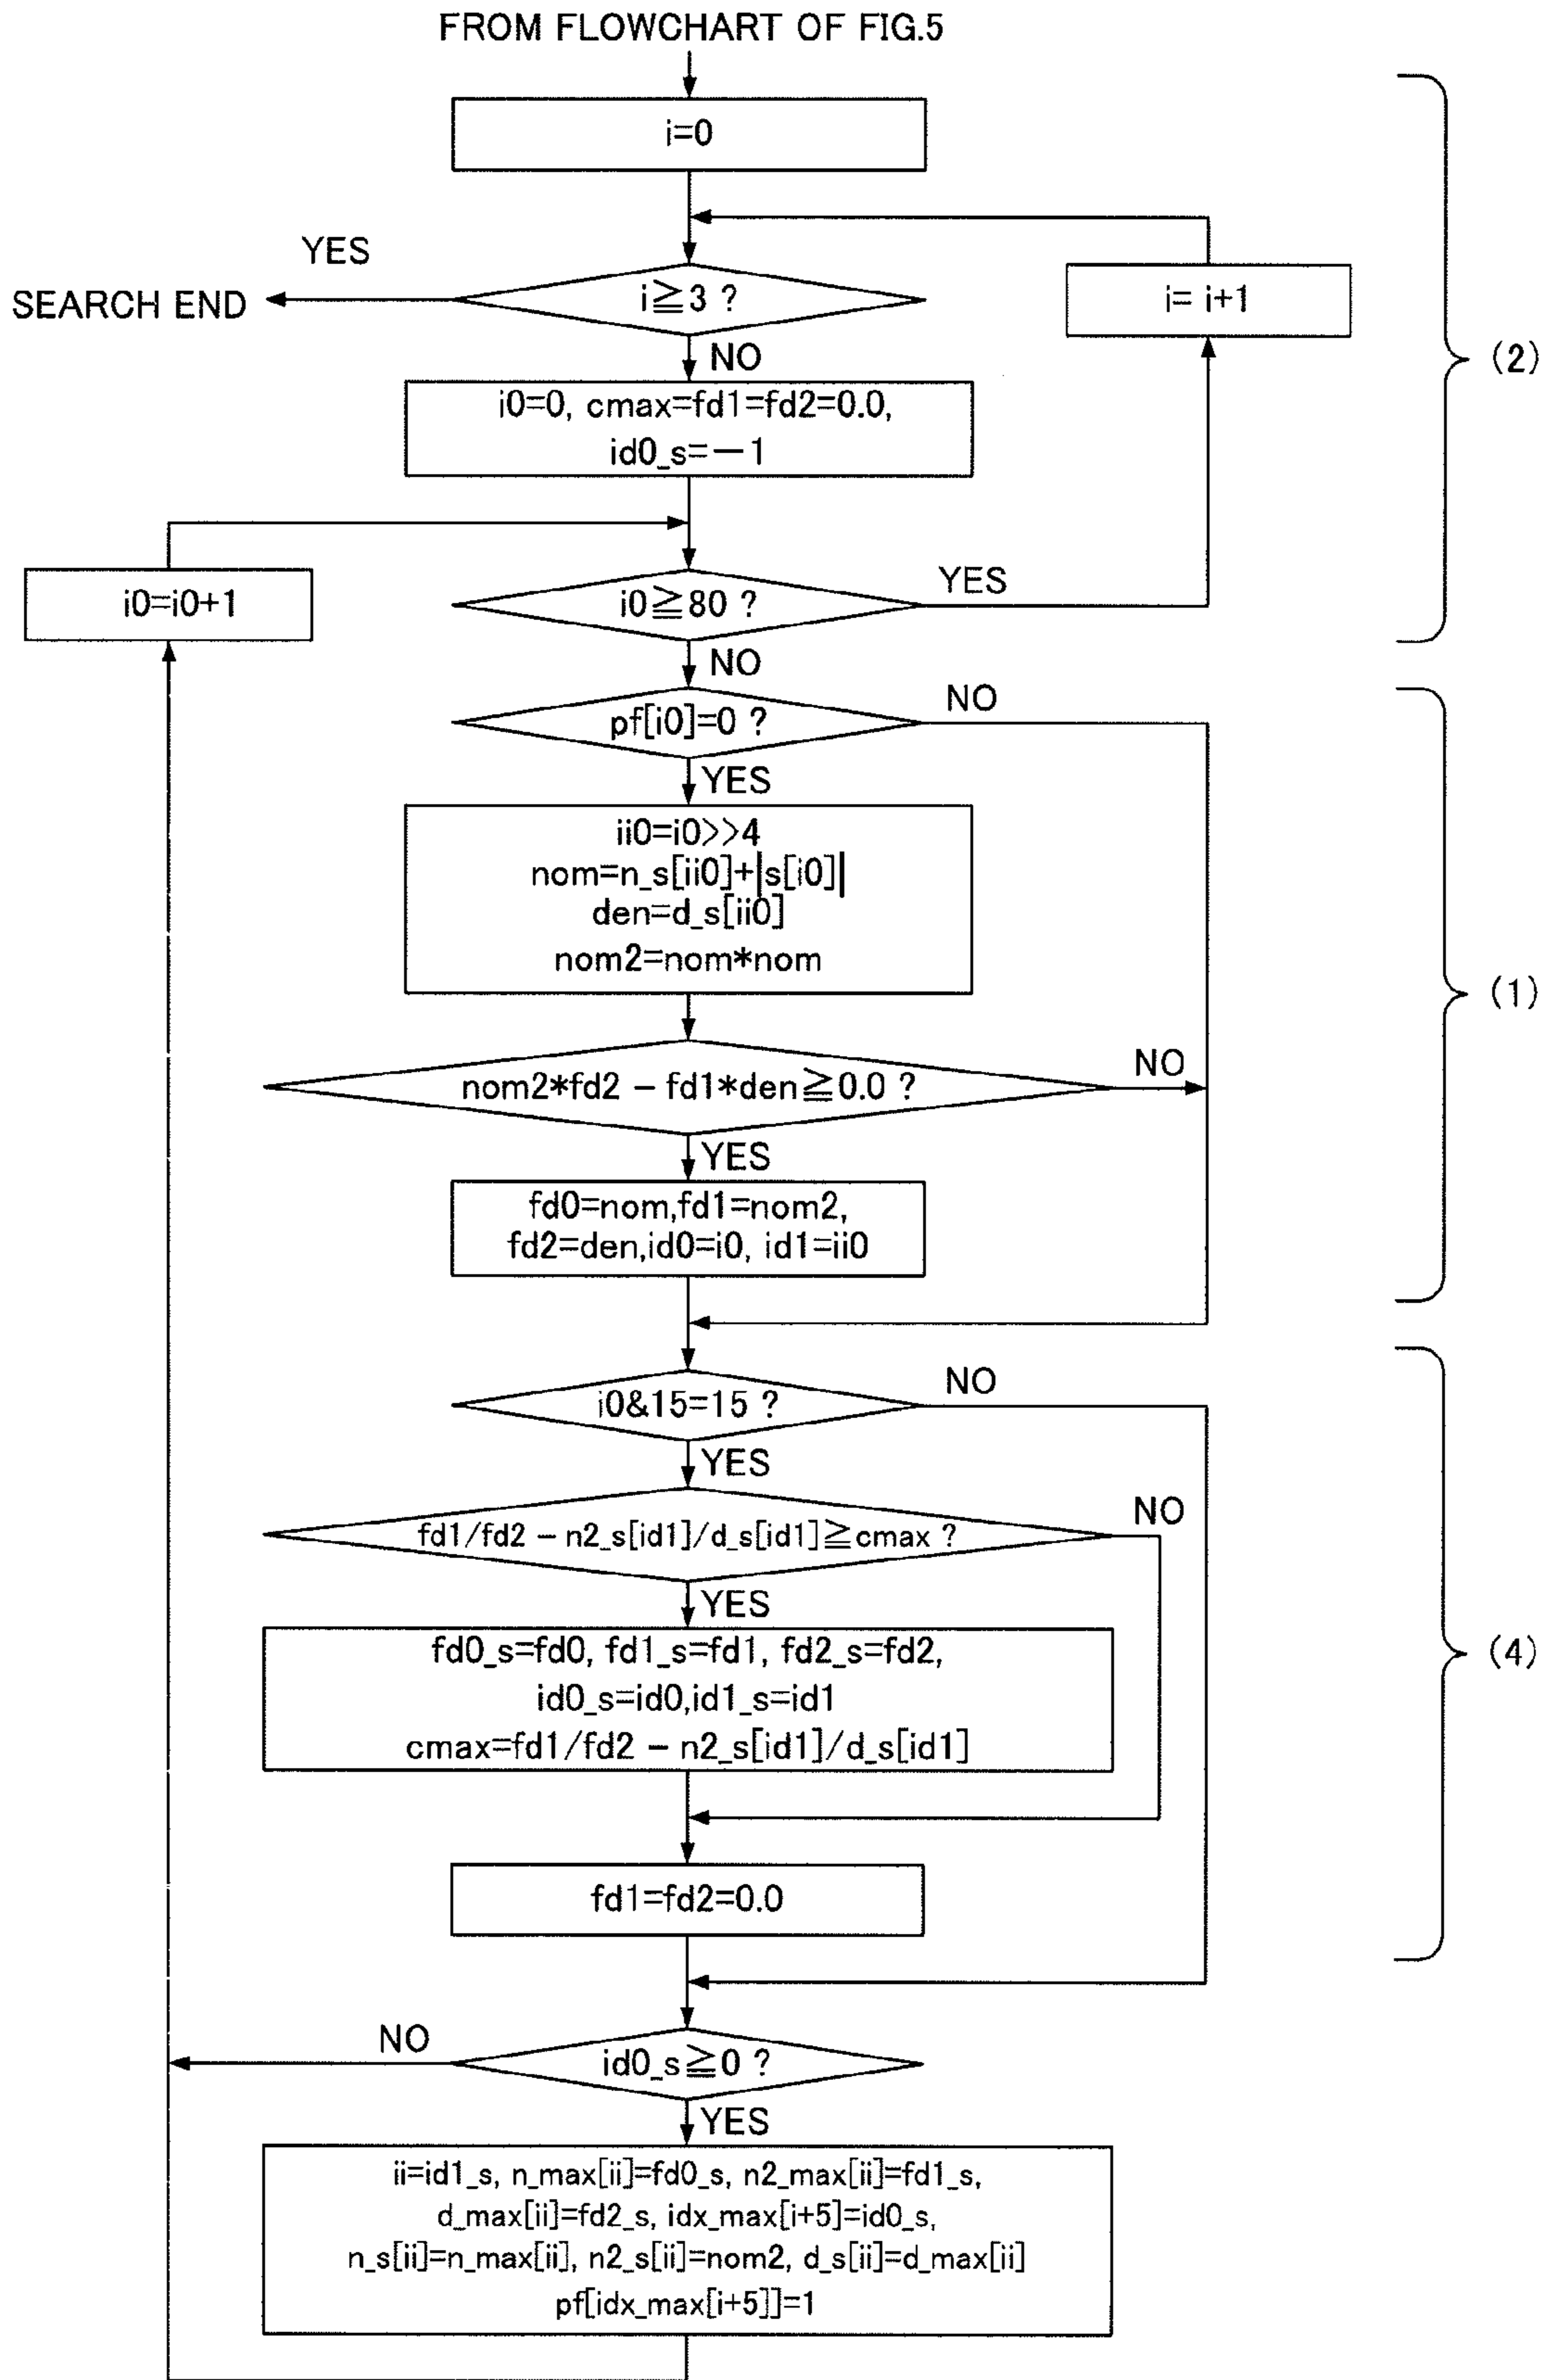 FROM FLOWCHART OF FIG.5
i=0
YES
SEARCH END
i≧3 ?
i= i+1
(2)
NO
i0=0, cmax=fd1=fd2=0.0,
id0_s=－1
i0=i0+1
i0≧80 ?
YES
NO
pf[i0]=0 ?
NO
YES
ii0=i0>>4
nom=n_s[ii0]+|s[i0]|
den=d_s[ii0]
nom2=nom*nom
(1)
nom2*fd2 － fd1*den≧0.0 ?
NO
YES
fd0=nom,fd1=nom2,
fd2=den,id0=i0, id1=ii0
i0&15=15 ?
NO
YES
fd1/fd2 － n2_s[id1]/d_s[id1]≧cmax ?
NO
YES
fd0_s=fd0, fd1_s=fd1, fd2_s=fd2,
id0_s=id0,id1_s=id1
cmax=fd1/fd2 － n2_s[id1]/d_s[id1]
(4)
fd1=fd2=0.0
NO
id0_s≧0 ?
YES
ii=id1_s, n_max[ii]=fd0_s, n2_max[ii]=fd1_s,
d_max[ii]=fd2_s, idx_max[i+5]=id0_s,
n_s[ii]=n_max[ii], n2_s[ii]=nom2, d_s[ii]=d_max[ii]
pf[idx_max[i+5]]=1